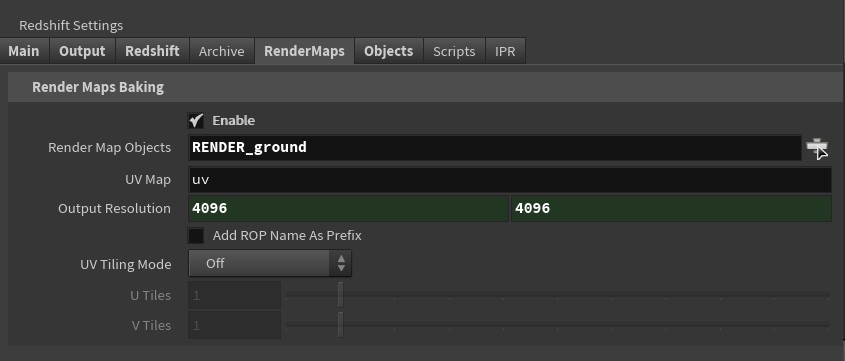 Redshift Settings
Main Output Redshift Archive RenderMaps Objects Scripts IPR
Render Maps Baking
Enable
Render Map Objects RENDER_ground
UV Map uv
Output Resolution 4096 4096
Add ROP Name As Prefix
UV Tiling Mode Off
U Tiles 1
V Tiles 1